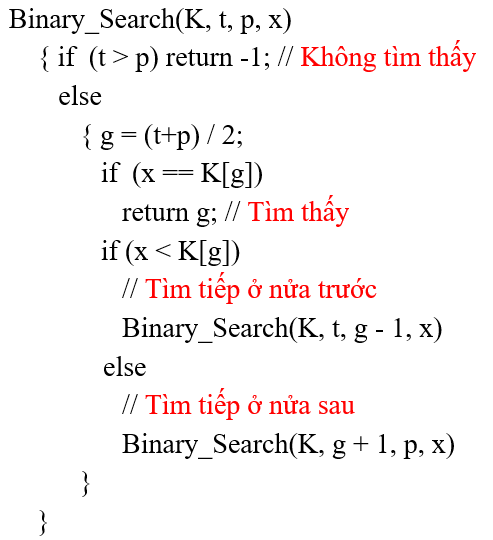 Binary_Search(K, t, p, x)
{ if (t > p) return -1; // Không tìm thấy
else
{ g = (t+p) / 2;
if (x == K[g])
return g; // Tìm thấy
if (x < K[g])
// Tìm tiếp ở nửa trước
Binary_Search(K, t, g - 1, x)
else
// Tìm tiếp ở nửa sau
Binary_Search(K, g + 1, p, x)
}
}